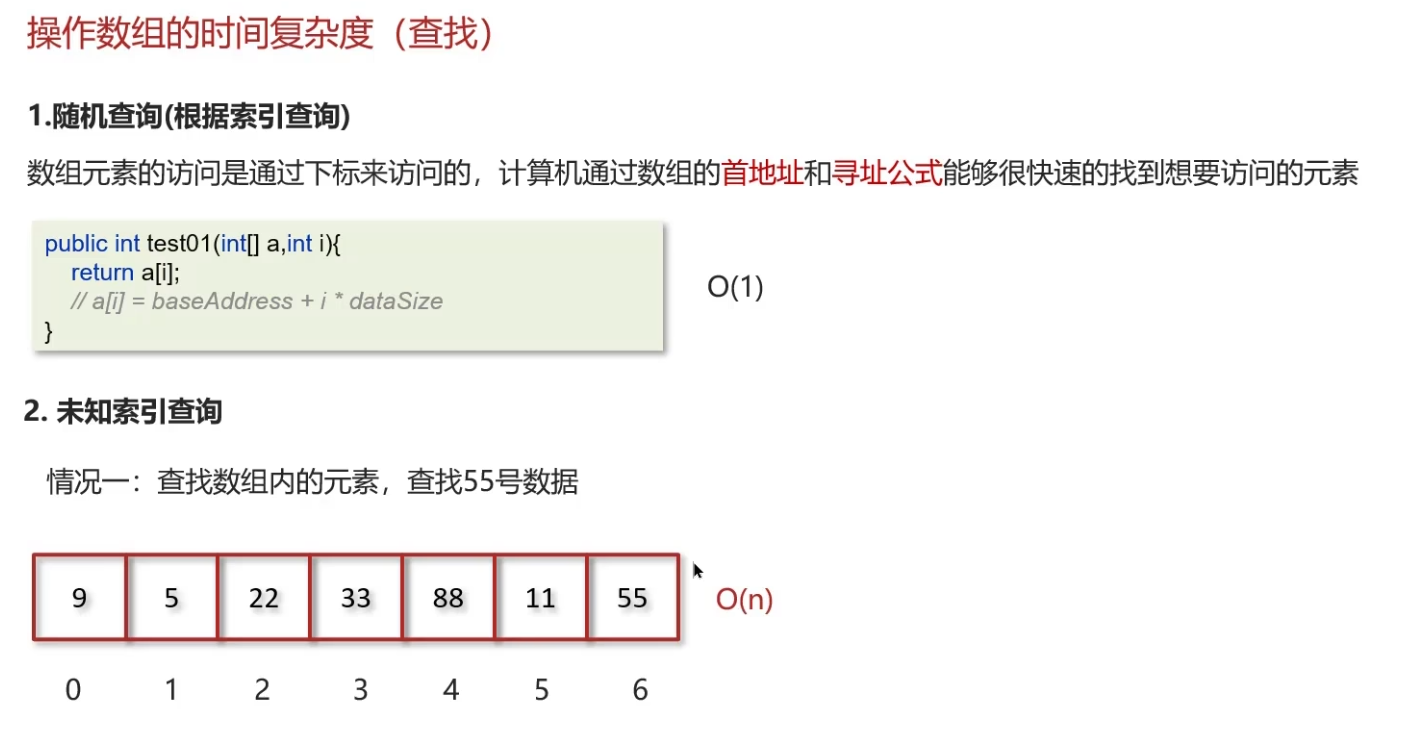 操作数组的时间复杂度（查找）
1.随机查询(根据索引查询)
数组元素的访问是通过下标来访问的，计算机通过数组的首地址和寻址公式能够很快速的找到想要访问的元素
public int test01(int[] a,int i){
return a[i];
// a[i] = baseAddress + i * dataSize
}
O(1)
2. 未知索引查询
情况一：查找数组内的元素，查找55号数据
9 5 22 33 88 11 55
O(n)
0 1 2 3 4 5 6